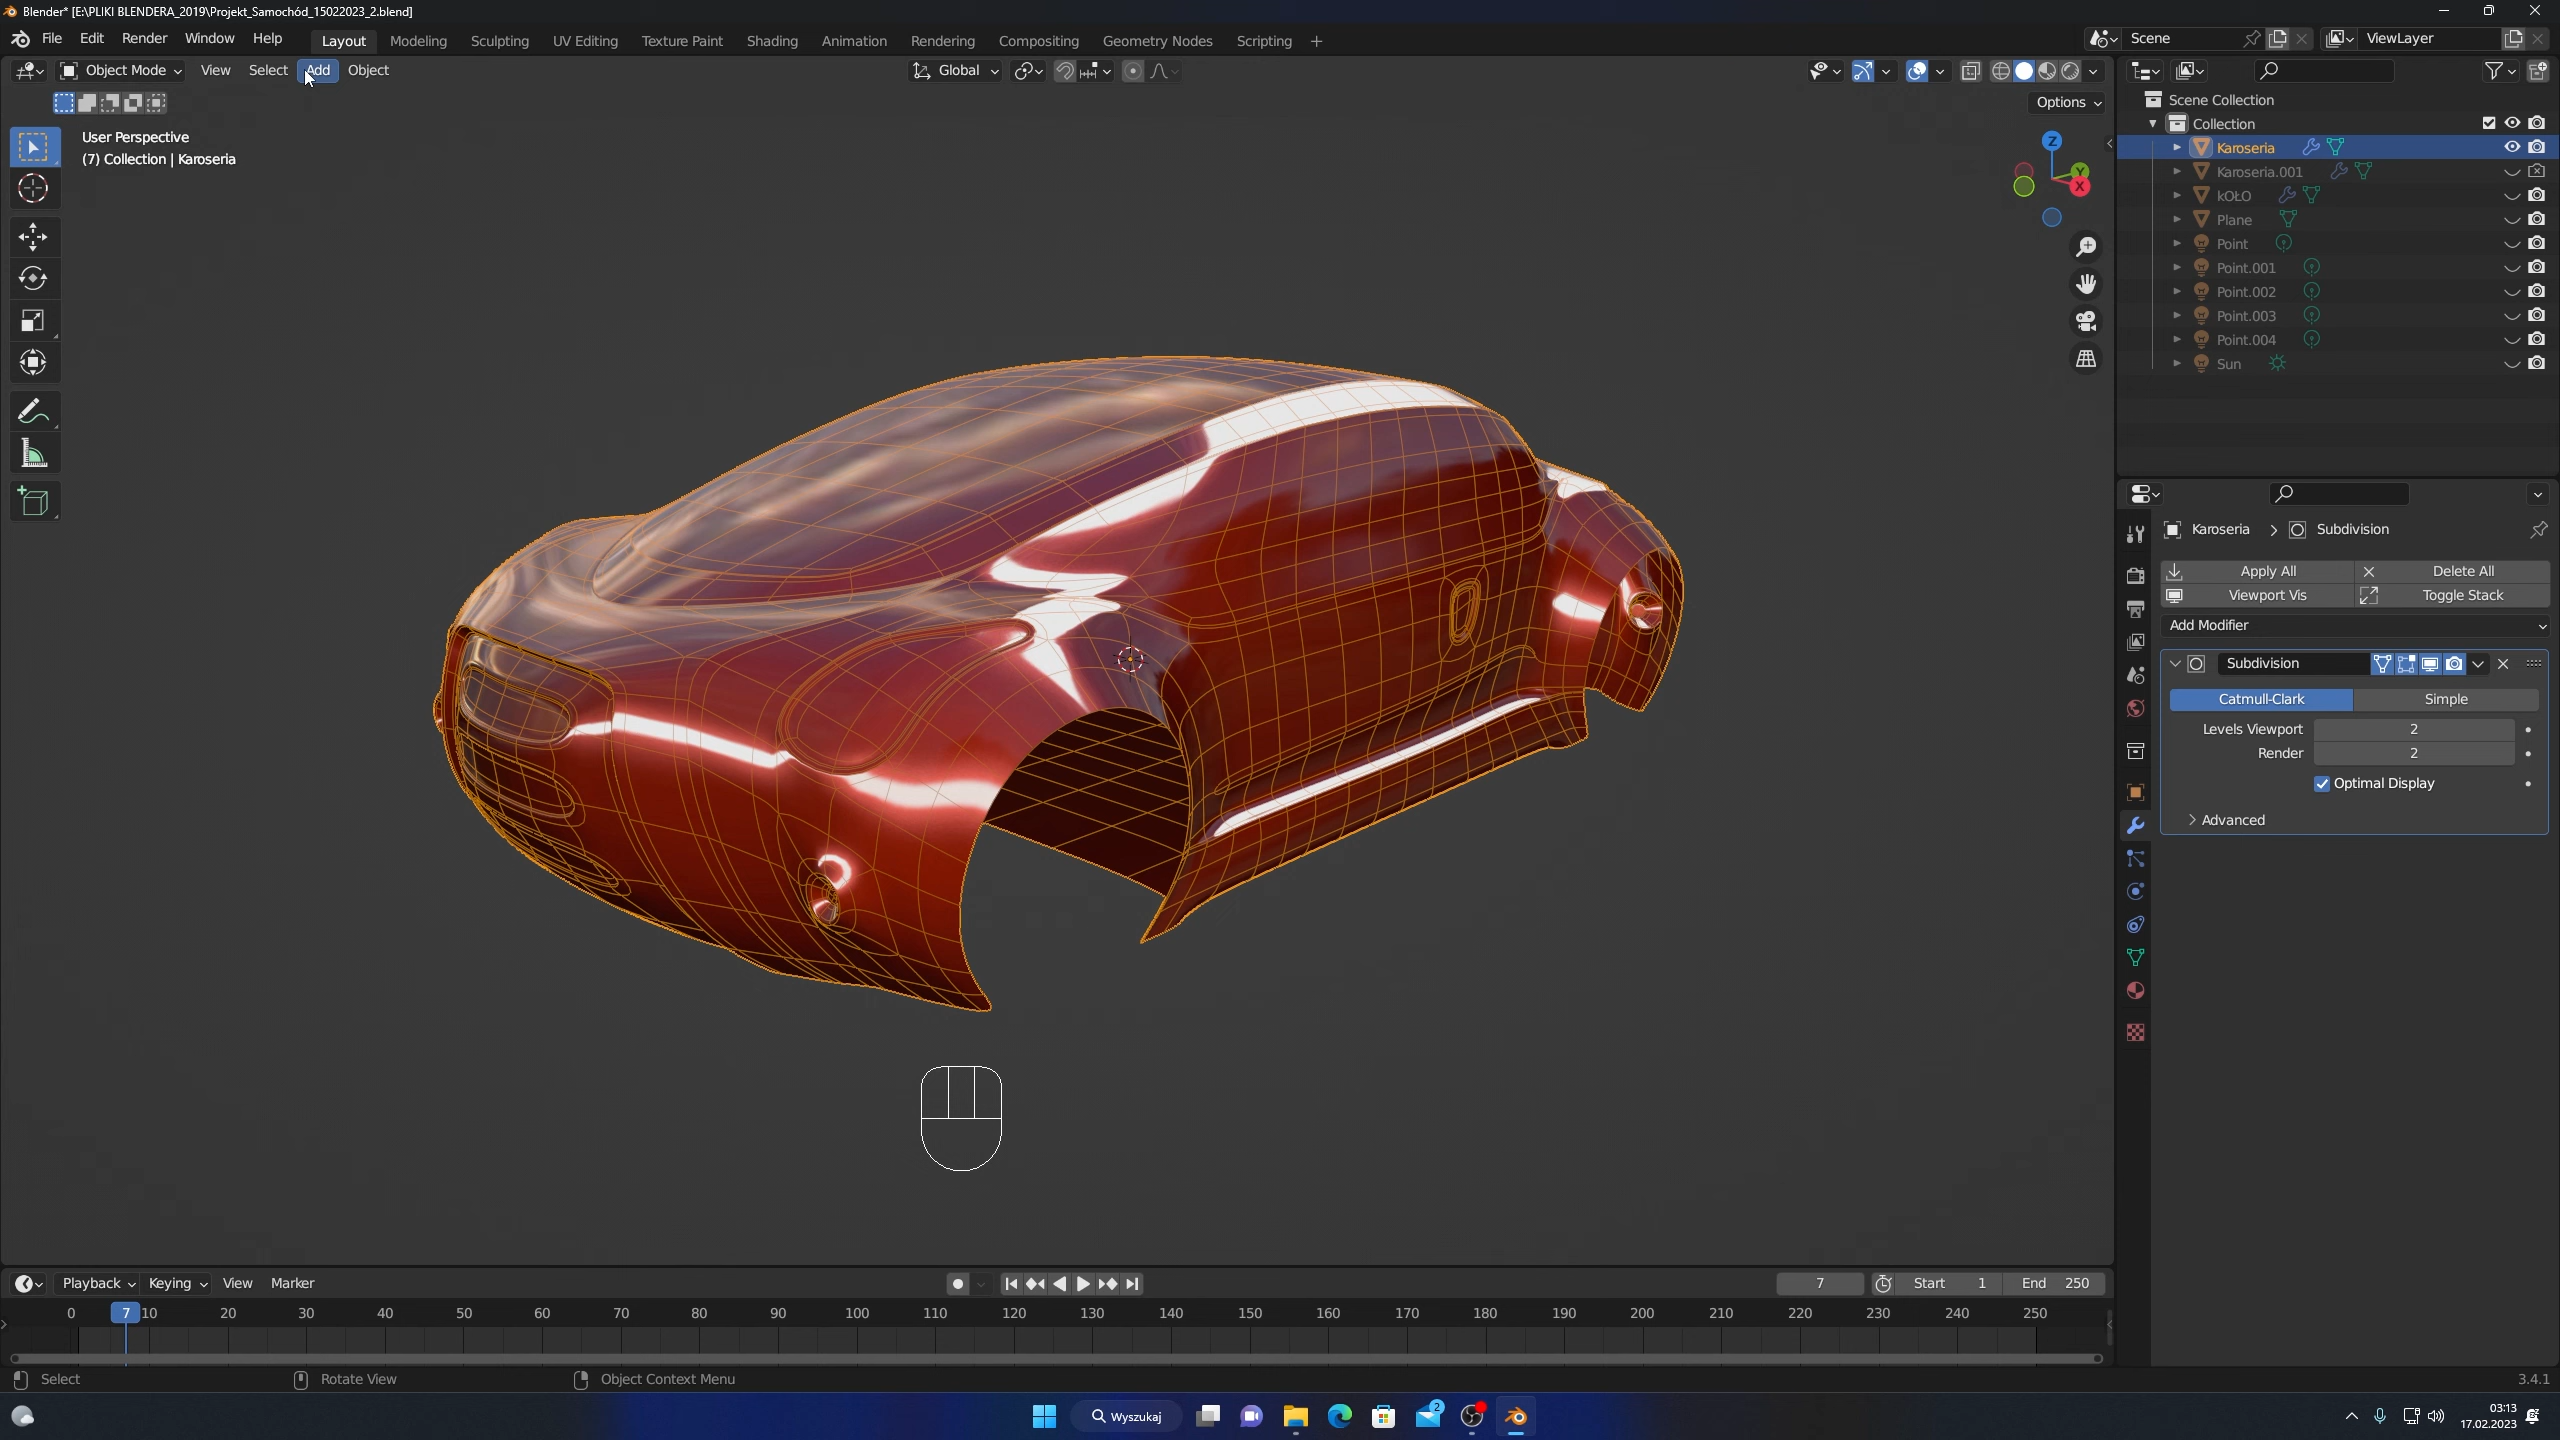 Blender* [E:\PLIKI BLENDERA_2019\Projekt_Samochód_15022023_2.blend]
File Edit Render Window Help Layout Modeling Sculpting UV Editing Texture Paint Shading Animation Rendering Compositing Geometry Nodes Scripting + Scene ViewLayer
Object Mode View Select Add Object Global
Options
User Perspective
(7) Collection | Karoseria
Z
Y
X
Scene Collection
Collection
Karoseria
Karoseria.001
kOŁO
Plane
Point
Point.001
Point.002
Point.003
Point.004
Sun
Karoseria > Subdivision
Apply All Delete All
Viewport Vis Toggle Stack
Add Modifier
Subdivision
Catmull-Clark Simple
Levels Viewport 2
Render 2
Optimal Display
Advanced
Playback Keying View Marker 7 Start 1 End 250
0 7 10 20 30 40 50 60 70 80 90 100 110 120 130 140 150 160 170 180 190 200 210 220 230 240 250
Select Rotate View Object Context Menu 3.4.1
Wyszukaj 2 03:13
17.02.2023